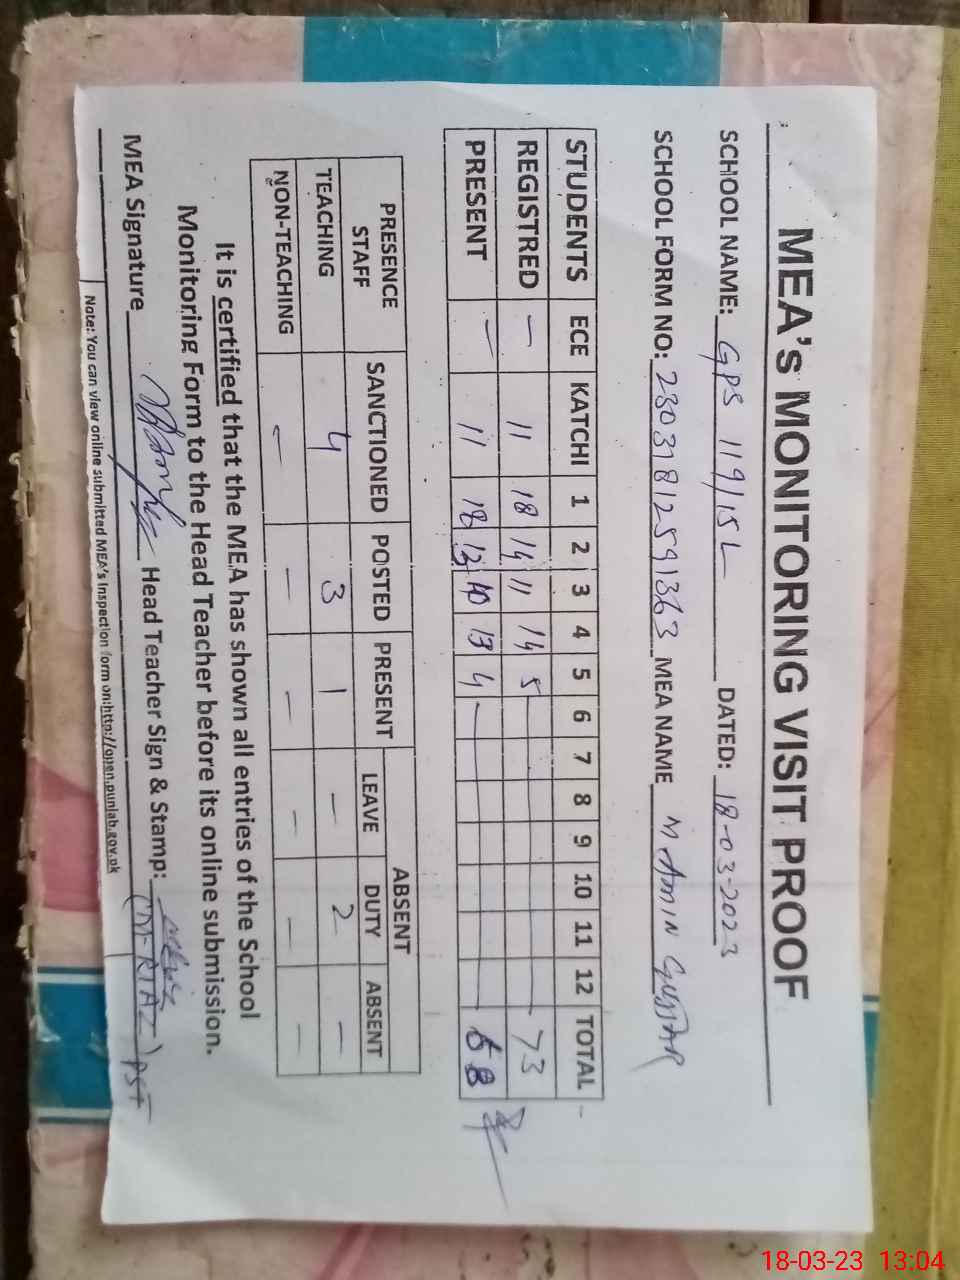 MEA's MONITORING VISIT PROOF
SCHOOL NAME: GPS 119/15L DATED: 18-03-2023
SCHOOL FORM NO: 23031812591363 MEA NAME M AMIN
STUDENTS ECE KATCHI 1 2 3 4 5 6 7 8 9 10 11 12 TOTAL
REGISTRED — 11 18 14 11 14 5 — 73
PRESENT — 11 18 12 10 13 4 — 68
PRESENCE STAFF SANCTIONED POSTED PRESENT ABSENT
LEAVE DUTY ABSENT
TEACHING 4 3 1 — 2 —
NON-TEACHING — — — — — —
It is certified that the MEA has shown all entries of the School
Monitoring Form to the Head Teacher before its online submission.
MEA Signature Head Teacher Sign & Stamp:
(M-RIAZ) PST
Note: You can view online submitted MEA's Inspection form on:http://open.punjab.gov.pk
18-03-23 13:04